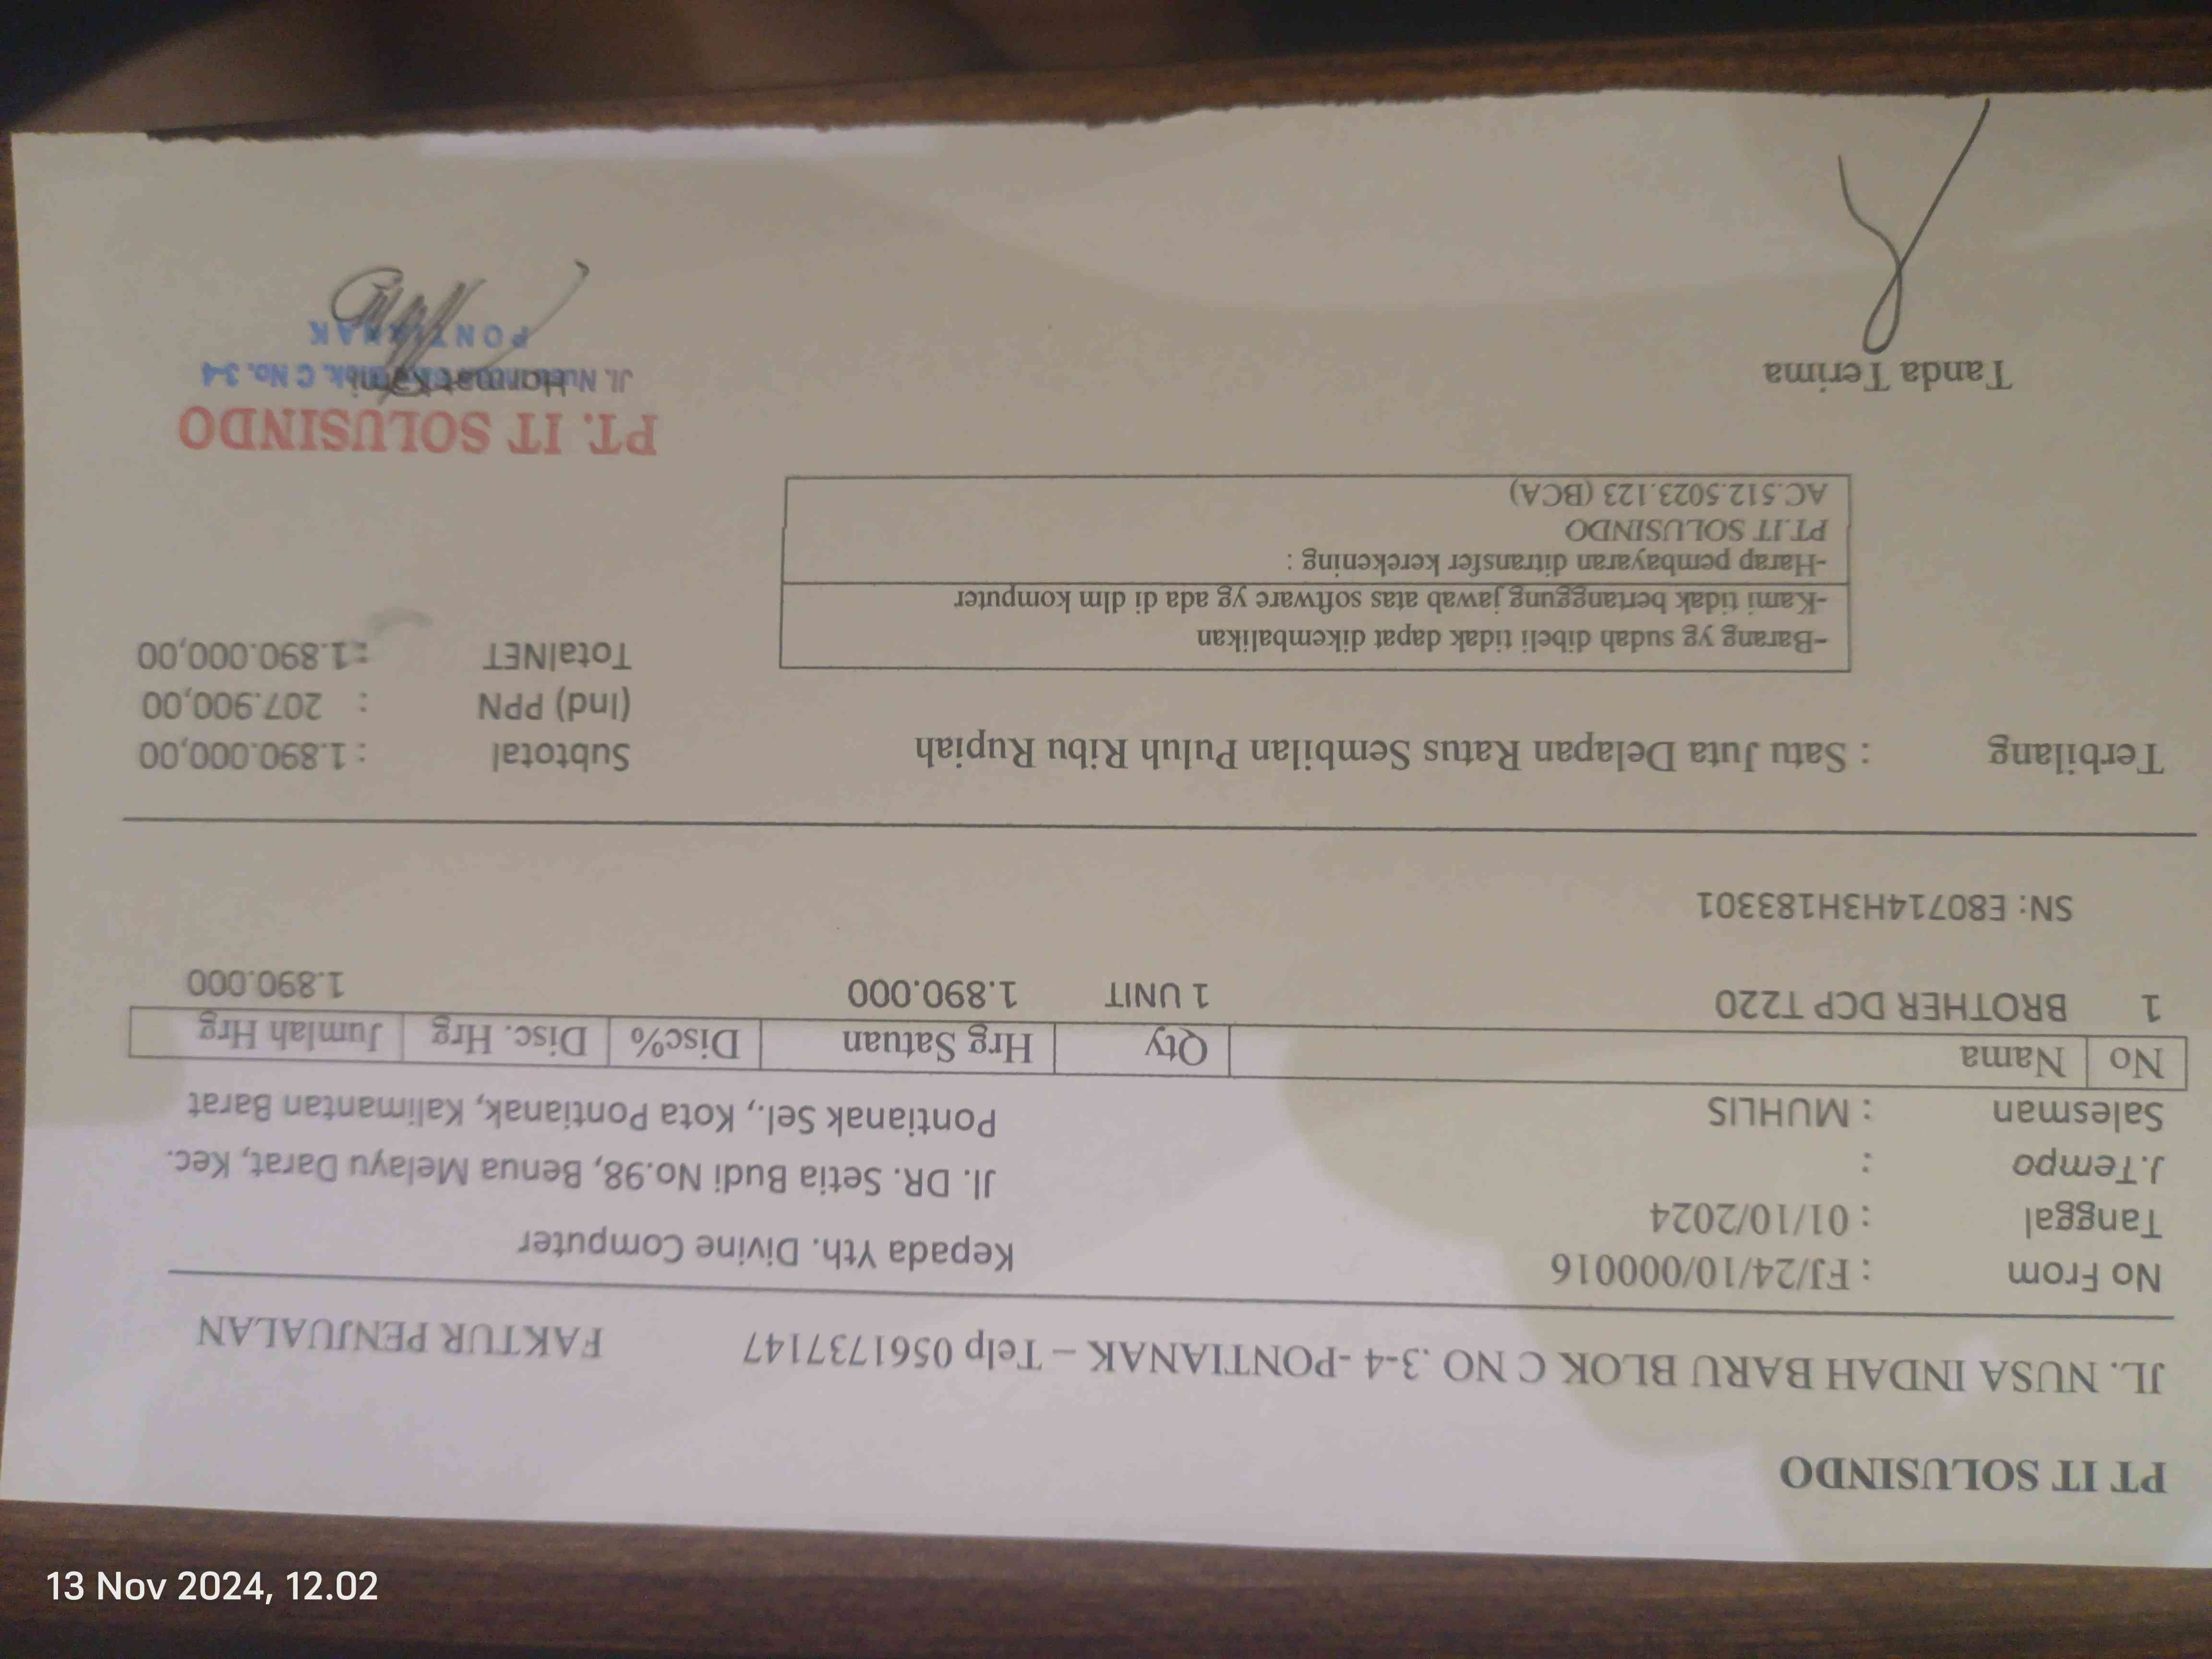 PT IT SOLUSINDO
JL. NUSA INDAH BARU BLOK C NO .3-4 -PONTIANAK – Telp 0561737147 FAKTUR PENJUALAN
No From : FJ/24/10/000016
Tanggal : 01/10/2024
J.Tempo :
Salesman : MUHLIS
Kepada Yth. Divine Computer
Jl. DR. Setia Budi No.98, Benua Melayu Darat, Kec.
Pontianak Sel., Kota Pontianak, Kalimantan Barat
No Nama Qty Hrg Satuan Disc% Disc. Hrg Jumlah Hrg
1 BROTHER DCP T220 1 UNIT 1.890.000 1.890.000
SN: E80714H3H183301
Terbilang : Satu Juta Delapan Ratus Sembilan Puluh Ribu Rupiah
Subtotal : 1.890.000,00
(Ind) PPN : 207.900,00
TotalNET : 1.890.000,00
-Barang yg sudah dibeli tidak dapat dikembalikan
-Kami tidak bertanggung jawab atas software yg ada di dlm komputer
-Harap pembayaran ditransfer kerekening :
PT.IT SOLUSINDO
AC.512.5023.123 (BCA)
Tanda Terima
Hormat Kami
PT. IT SOLUSINDO
Jl. Nusa C No. 3-4
PONTIANAK
13 Nov 2024, 12.02